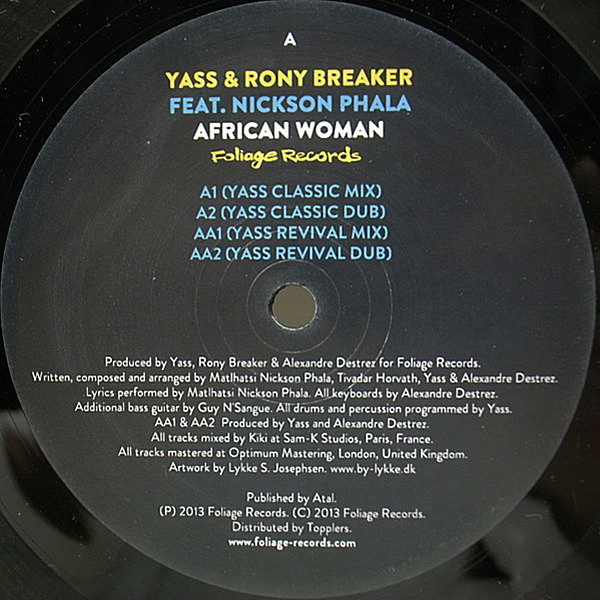 A
YASS & RONY BREAKER
FEAT. NICKSON PHALA
AFRICAN WOMAN
Foliage Records
A1 (YASS CLASSIC MIX)
A2 (YASS CLASSIC DUB)
AA1 (YASS REVIVAL MIX)
AA2 (YASS REVIVAL DUB)
Produced by Yass, Rony Breaker & Alexandre Destrez for Foliage Records.
Written, composed and arranged by Matlhatsi Nickson Phala, Tivadar Horvath, Yass & Alexandre Destrez.
Lyrics performed by Matlhatsi Nickson Phala. All keyboards by Alexandre Destrez.
Additional bass guitar by Guy N'Sangue. All drums and percussion programmed by Yass.
AA1 & AA2 Produced by Yass and Alexandre Destrez.
All tracks mixed by Kiki at Sam-K Studios, Paris, France.
All tracks mastered at Optimum Mastering, London, United Kingdom.
Artwork by Lykke S. Josephsen. www.by-lykke.dk
Published by Atal.
(P) 2013 Foliage Records. (C) 2013 Foliage Records.
Distributed by Topplers.
www.foliage-records.com